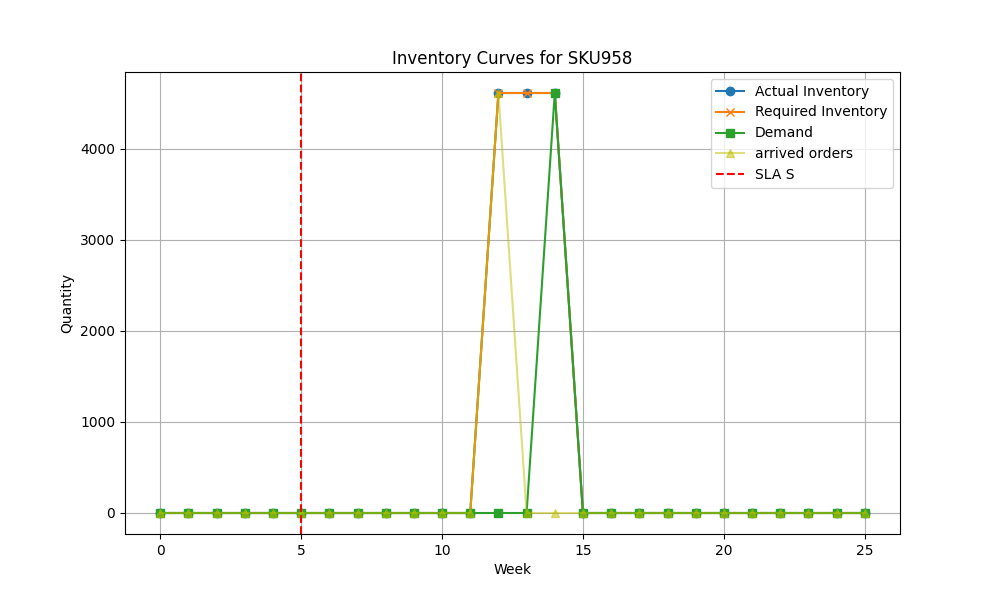 Inventory Curves for SKU958
Actual Inventory
Required Inventory
Demand
arrived orders
SLA S
4000
3000
2000
1000
0
Quantity
0 5 10 15 20 25
Week